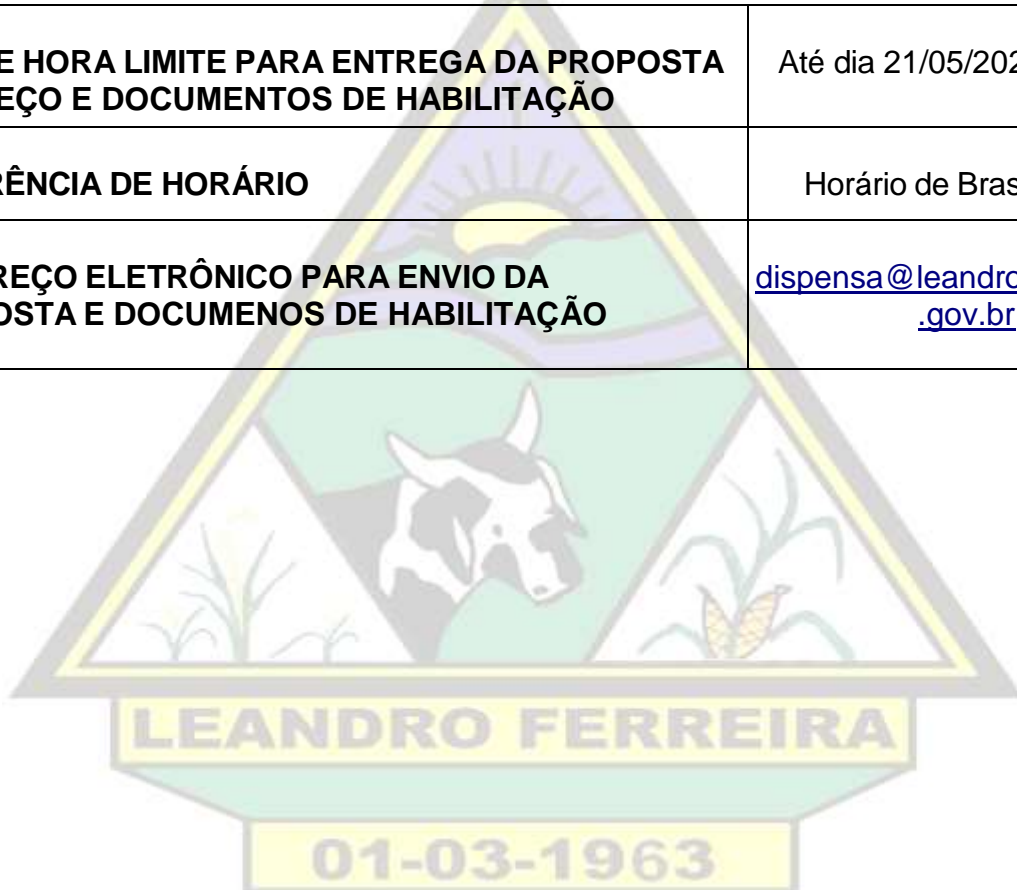 E HORA LIMITE PARA ENTREGA DA PROPOSTA
EÇO E DOCUMENTOS DE HABILITAÇÃO
Até dia 21/05/202
RÊNCIA DE HORÁRIO
Horário de Bras
REÇO ELETRÔNICO PARA ENVIO DA
OSTA E DOCUMENOS DE HABILITAÇÃO
dispensa@leandro
.gov.br
LEANDRO FERREIRA
01-03-1963